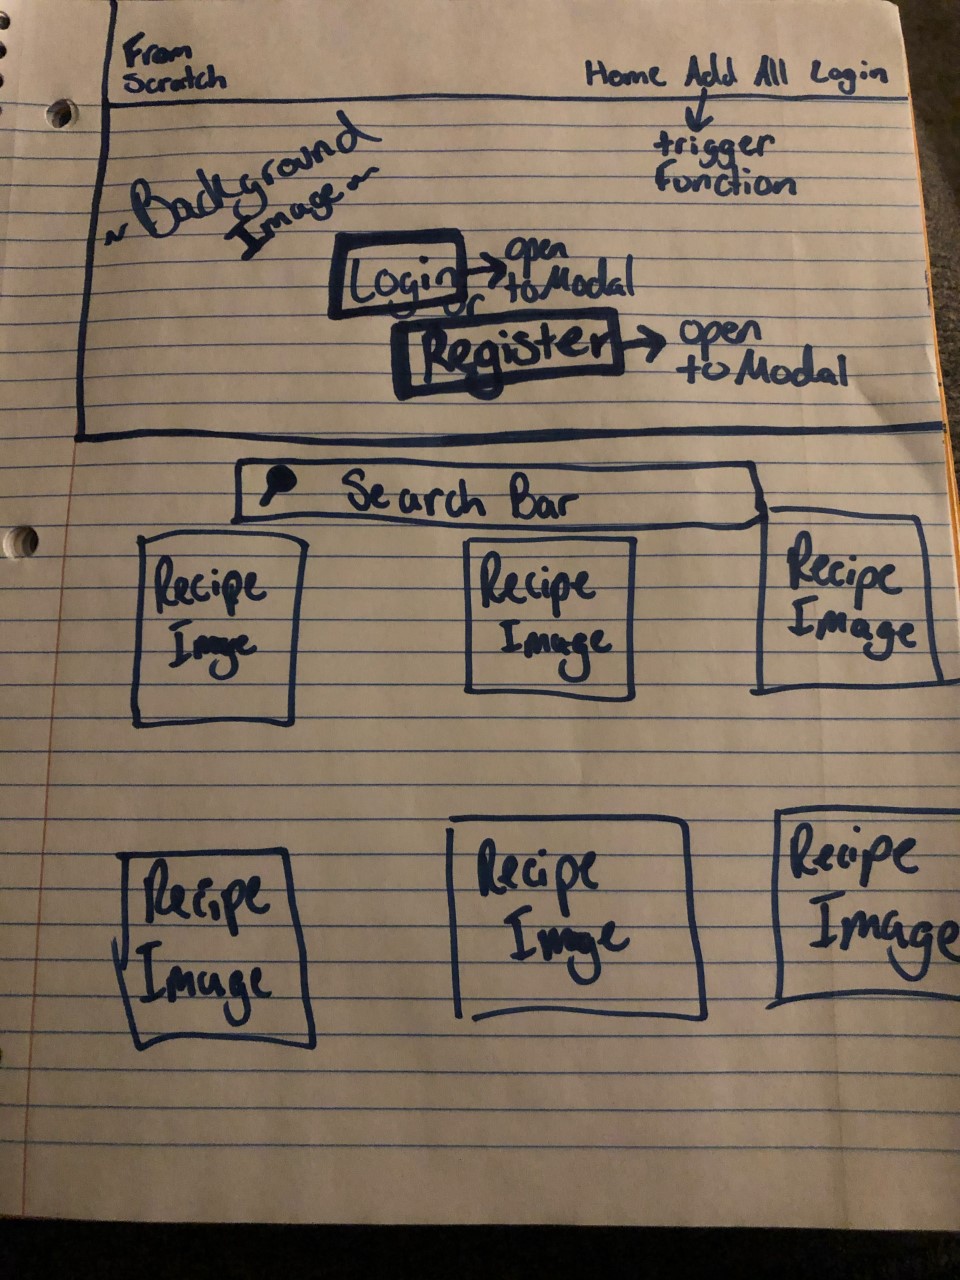 From
Scratch
Home Add All Login
trigger
function
~Background
Image~
Login
open
to Modal
or
Register
open
to Modal
Search Bar
Recipe
Image
Recipe
Image
Recipe
Image
Recipe
Image
Recipe
Image
Recipe
Image